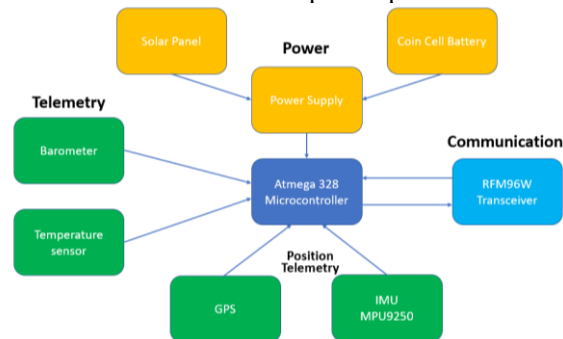 Solar Panel
Power
Coin Cell Battery
Power Supply
Telemetry
Barometer
Communication
Atmega 328
Microcontroller
RFM96W
Transceiver
Temperature
sensor
Position
Telemetry
GPS
IMU
MPU9250